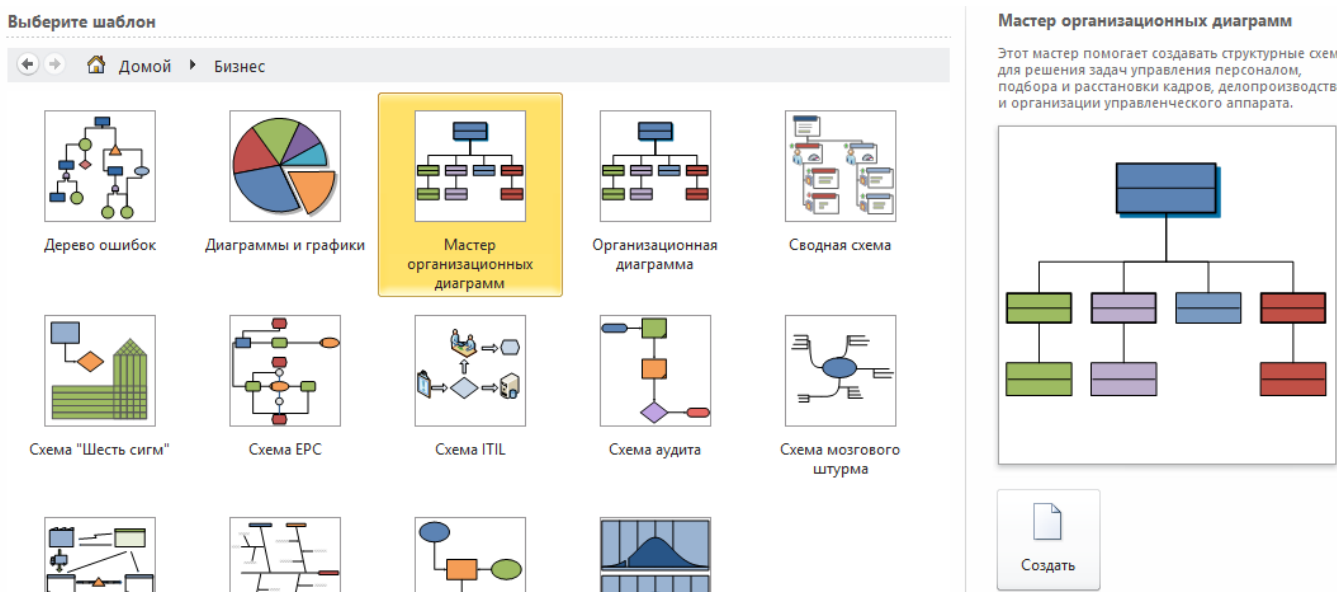 Выберите шаблон
Домой
Бизнес
Дерево ошибок
Диаграммы и графики
Мастер
организационных
диаграмм
Организационная
диаграмма
Сводная схема
Схема "Шесть сигм"
Схема EPC
Схема ITIL
Схема аудита
Схема мозгового
штурма
Мастер организационных диаграмм
Этот мастер помогает создавать структурные схем
для решения задач управления персоналом,
подбора и расстановки кадров, делопроизводств
и организации управленческого аппарата.
Создать